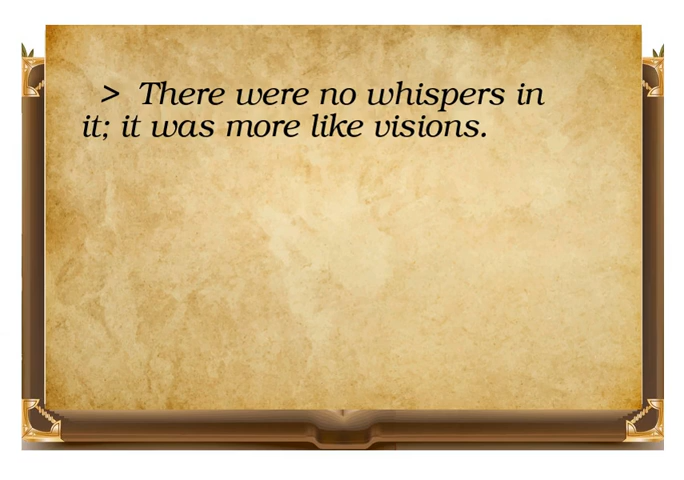 > There were no whispers in
it; it was more like visions.